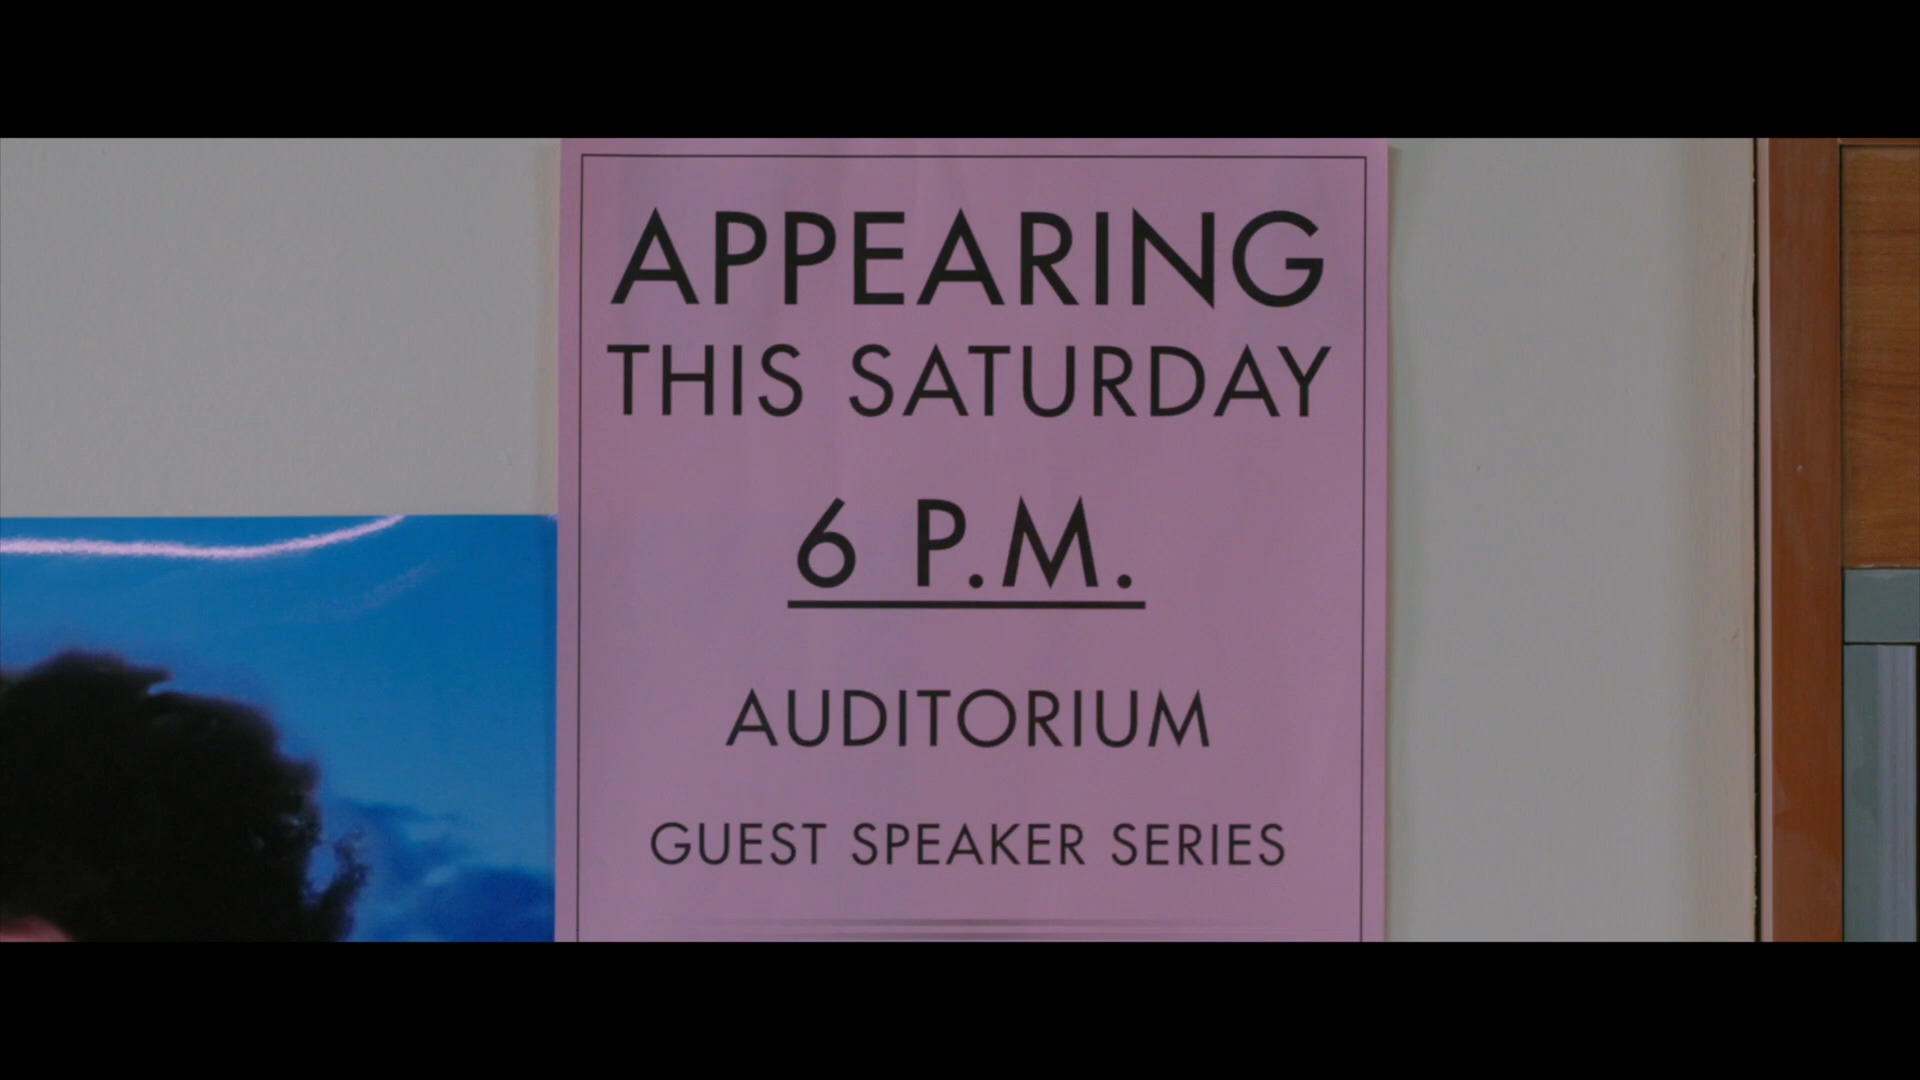 APPEARING
THIS SATURDAY
6 P.M.
AUDITORIUM
GUEST SPEAKER SERIES